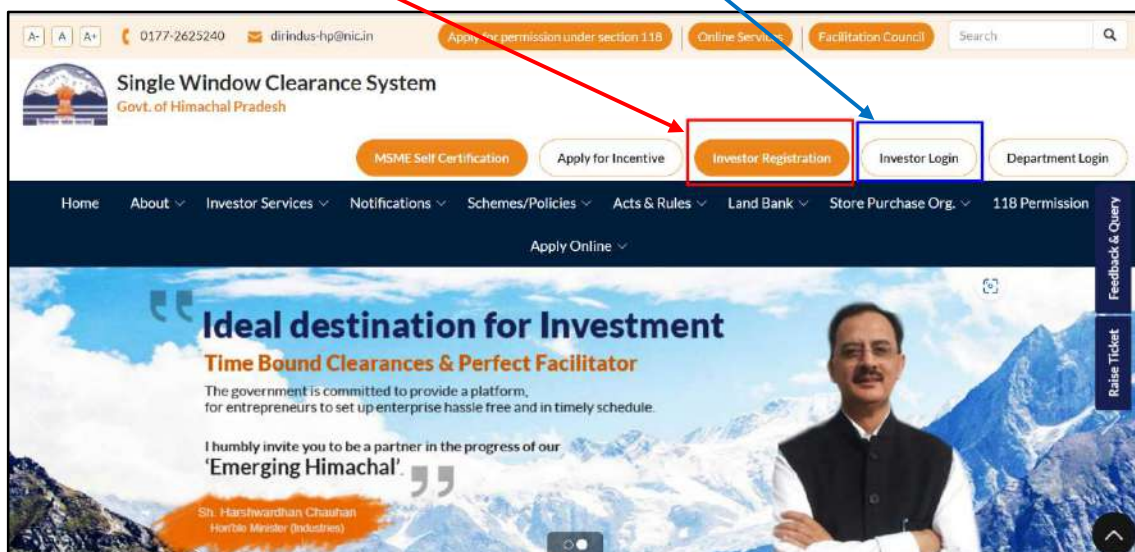 A- A A+ 0177-2625240 dirindus-hp@nic.in Apply for permission under section 118 Online Services Facilitation Council Search
Single Window Clearance System
Govt. of Himachal Pradesh
MSME Self Certification Apply for Incentive Investor Registration Investor Login Department Login
Home About Investor Services Notifications Schemes/Policies Acts & Rules Land Bank Store Purchase Org. 118 Permission
Apply Online
Feedback & Query
Raise Ticket
Ideal destination for Investment
Time Bound Clearances & Perfect Facilitator
The government is committed to provide a platform,
for entrepreneurs to set up enterprise hassle free and in timely schedule.
I humbly invite you to be a partner in the progress of our
'Emerging Himachal'.
Sh. Harshwardhan Chauhan
Hon'ble Minister (Industries)